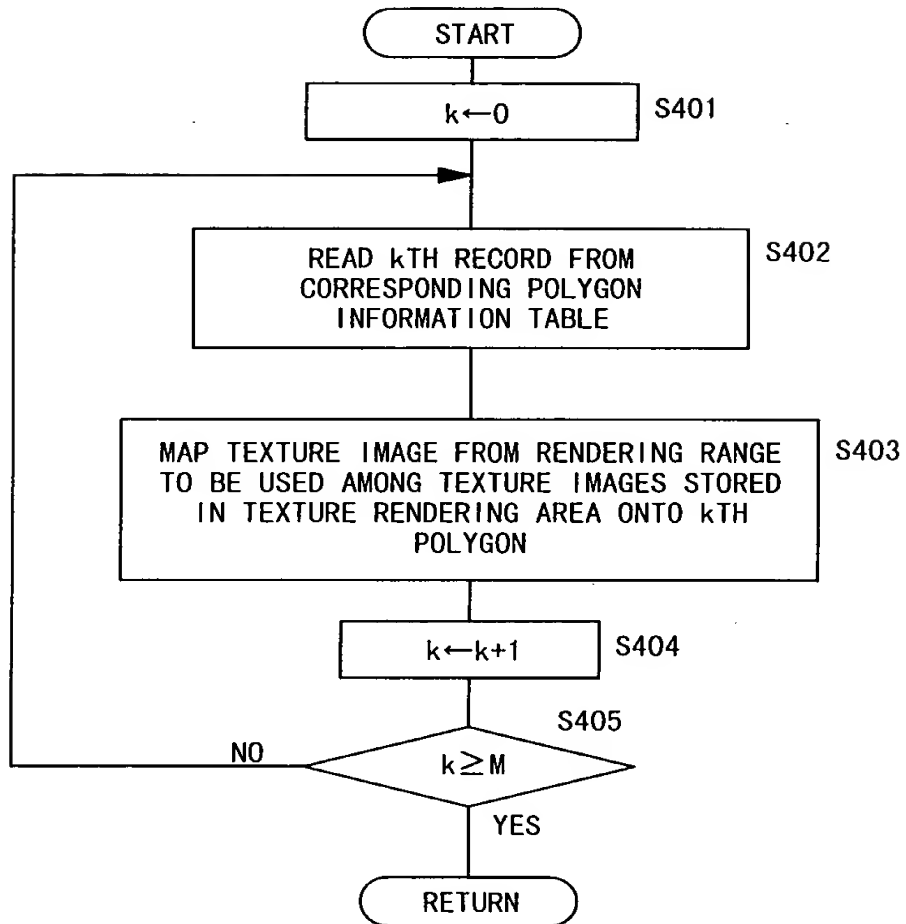 START
k←0
S401
READ kTH RECORD FROM
CORRESPONDING POLYGON
INFORMATION TABLE
S402
MAP TEXTURE IMAGE FROM RENDERING RANGE
TO BE USED AMONG TEXTURE IMAGES STORED
IN TEXTURE RENDERING AREA ONTO kTH
POLYGON
S403
k←k+1
S404
S405
k≧M
NO
YES
RETURN